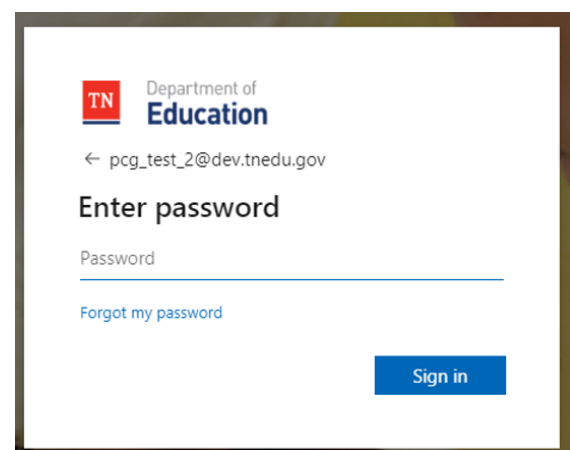 TN
Department of
Education
← pcg_test_2@dev.tnedu.gov
Enter password
Password
Forgot my password
Sign in